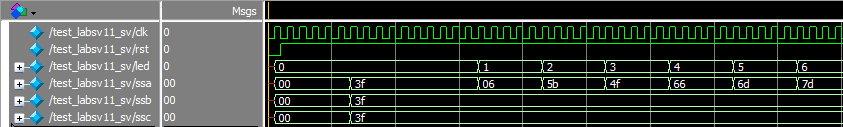 Msgs
/test_labsv11_sv/clk 0
/test_labsv11_sv/rst 0
/test_labsv11_sv/led 0 0 1 2 3 4 5 6
/test_labsv11_sv/ssa 00 00 3f 06 5b 4f 66 6d 7d
/test_labsv11_sv/ssb 00 00 3f
/test_labsv11_sv/ssc 00 00 3f